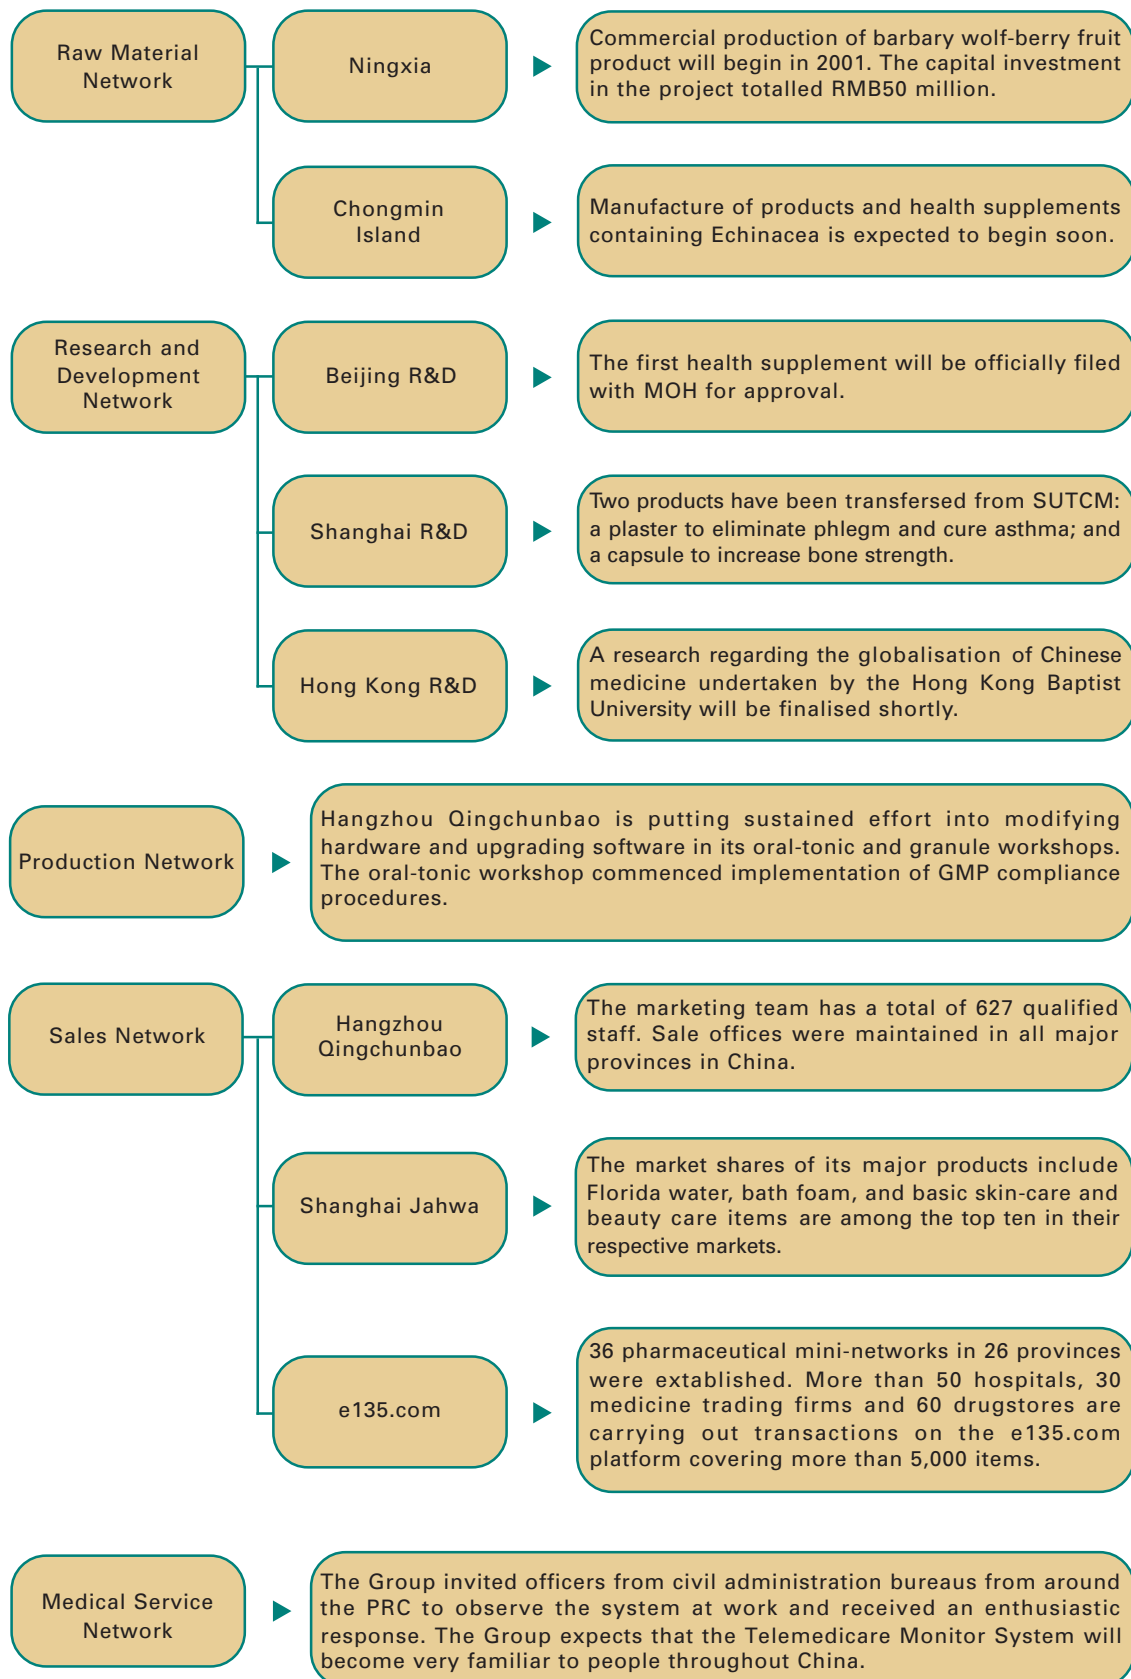 Raw Material
Network
Ningxia
Commercial production of barbary wolf-berry fruit
product will begin in 2001. The capital investment
in the project totalled RMB50 million.
Chongmin
Island
Manufacture of products and health supplements
containing Echinacea is expected to begin soon.
Research and
Development
Network
Beijing R&D
The first health supplement will be officially filed
with MOH for approval.
Shanghai R&D
Two products have been transfersed from SUTCM:
a plaster to eliminate phlegm and cure asthma; and
a capsule to increase bone strength.
Hong Kong R&D
A research regarding the globalisation of Chinese
medicine undertaken by the Hong Kong Baptist
University will be finalised shortly.
Production Network
Hangzhou Qingchunbao is putting sustained effort into modifying
hardware and upgrading software in its oral-tonic and granule workshops.
The oral-tonic workshop commenced implementation of GMP compliance
procedures.
Sales Network
Hangzhou
Qingchunbao
The marketing team has a total of 627 qualified
staff. Sale offices were maintained in all major
provinces in China.
Shanghai Jahwa
The market shares of its major products include
Florida water, bath foam, and basic skin-care and
beauty care items are among the top ten in their
respective markets.
e135.com
36 pharmaceutical mini-networks in 26 provinces
were extablished. More than 50 hospitals, 30
medicine trading firms and 60 drugstores are
carrying out transactions on the e135.com
platform covering more than 5,000 items.
Medical Service
Network
The Group invited officers from civil administration bureaus from around
the PRC to observe the system at work and received an enthusiastic
response. The Group expects that the Telemedicare Monitor System will
become very familiar to people throughout China.